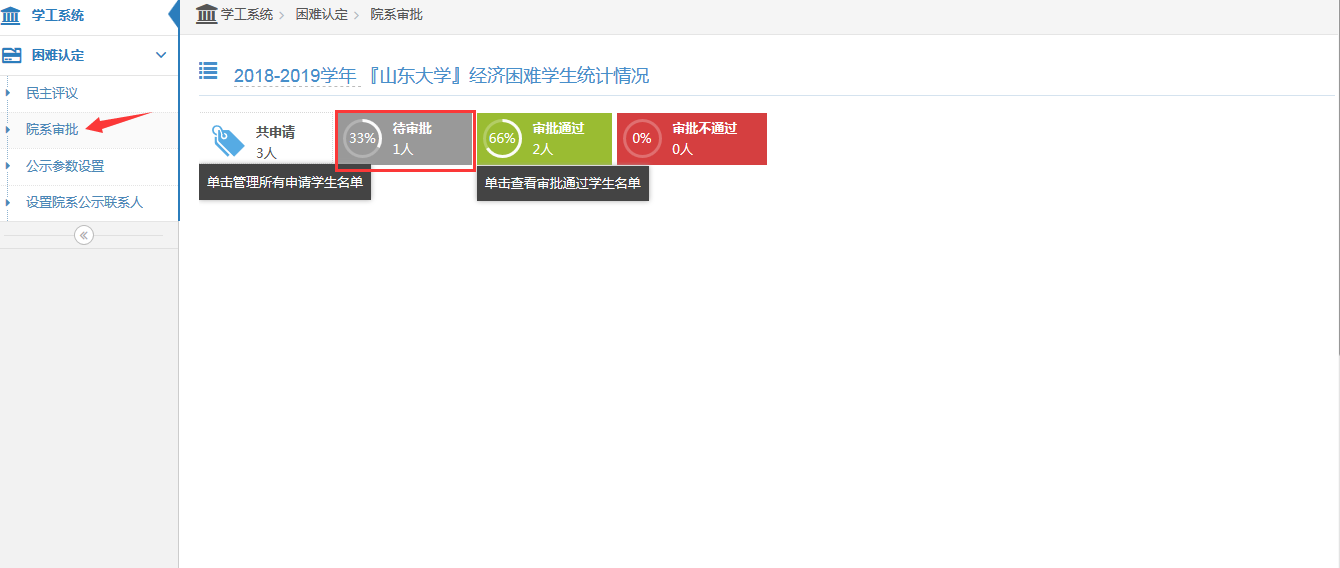 学工系统
困难认定
民主评议
院系审批
公示参数设置
设置院系公示联系人
学工系统 困难认定 院系审批
2018-2019学年 『山东大学』经济困难学生统计情况
共申请
3人
33%
待审批
1人
66%
审批通过
2人
0%
审批不通过
0人
单击管理所有申请学生名单
单击查看审批通过学生名单